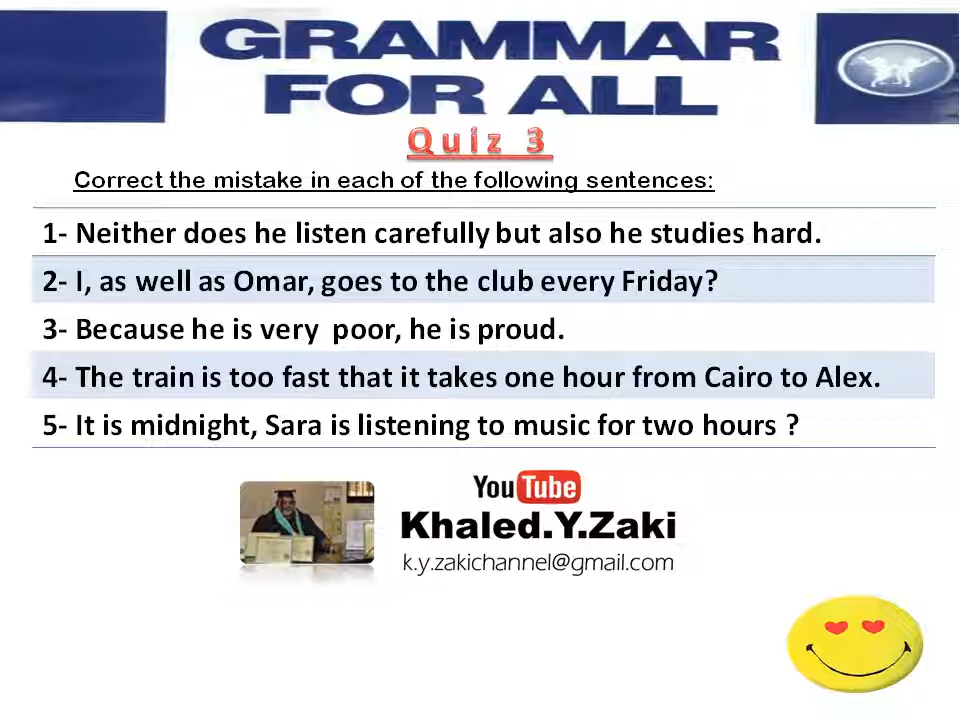 GRAMMAR
FOR ALL
Quiz 3
Correct the mistake in each of the following sentences:
1- Neither does he listen carefully but also he studies hard.
2- I, as well as Omar, goes to the club every Friday?
3- Because he is very  poor, he is proud.
4- The train is too fast that it takes one hour from Cairo to Alex.
5- It is midnight, Sara is listening to music for two hours ?
YouTube
Khaled.Y.Zaki
k.y.zakichannel@gmail.com